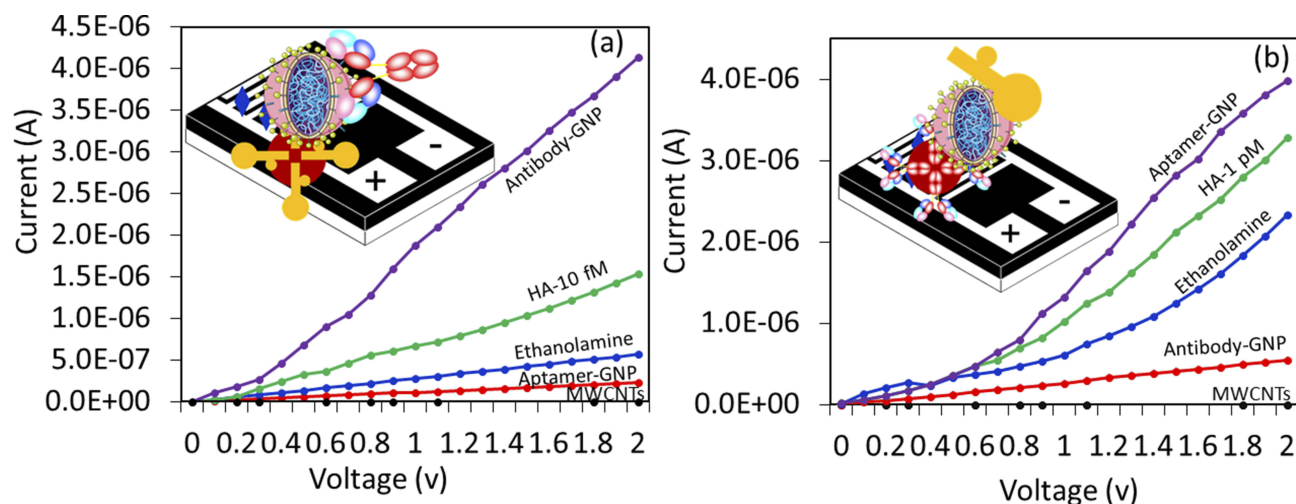 (a)
4.5E-06
4.0E-06
3.5E-06
3.0E-06
2.5E-06
2.0E-06
1.5E-06
1.0E-06
5.0E-07
0.0E+00
Current (A)
+
-
Antibody-GNP
HA-10 fM
Ethanolamine
Aptamer-GNP
MWCNTs
0 0.2 0.4 0.6 0.8 1 1.2 1.4 1.6 1.8 2
Voltage (v)
(b)
4.0E-06
3.0E-06
2.0E-06
1.0E-06
0.0E+00
Current (A)
+
-
Aptamer-GNP
HA-1 pM
Ethanolamine
Antibody-GNP
MWCNTs
0 0.2 0.4 0.6 0.8 1 1.2 1.4 1.6 1.8 2
Voltage (v)